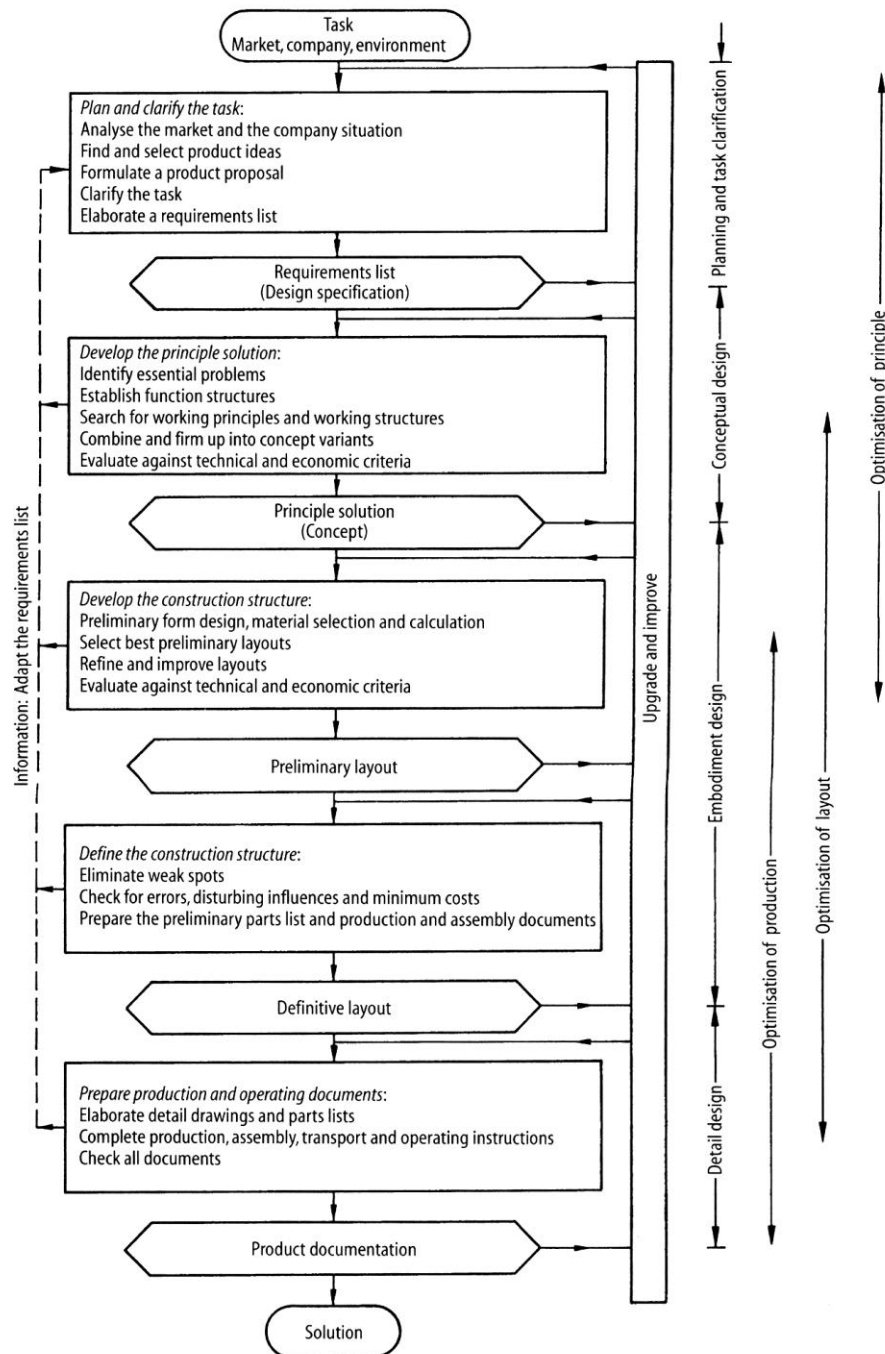 Task
Market, company, environment
Plan and clarify the task:
Analyse the market and the company situation
Find and select product ideas
Formulate a product proposal
Clarify the task
Elaborate a requirements list
Requirements list
(Design specification)
Develop the principle solution:
Identify essential problems
Establish function structures
Search for working principles and working structures
Combine and firm up into concept variants
Evaluate against technical and economic criteria
Principle solution
(Concept)
Develop the construction structure:
Preliminary form design, material selection and calculation
Select best preliminary layouts
Refine and improve layouts
Evaluate against technical and economic criteria
Preliminary layout
Define the construction structure:
Eliminate weak spots
Check for errors, disturbing influences and minimum costs
Prepare the preliminary parts list and production and assembly documents
Definitive layout
Prepare production and operating documents:
Elaborate detail drawings and parts lists
Complete production, assembly, transport and operating instructions
Check all documents
Product documentation
Solution
Information: Adapt the requirements list
Upgrade and improve
Planning and task clarification
Conceptual design
Embodiment design
Detail design
Optimisation of production
Optimisation of layout
Optimisation of principle